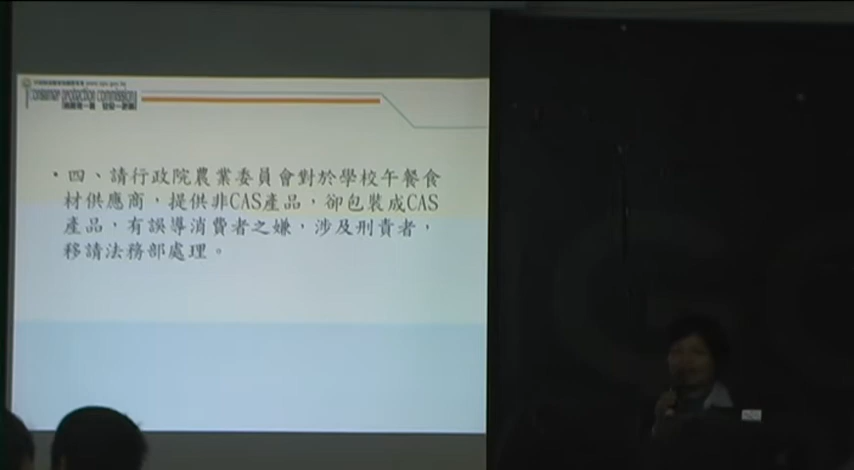 consumer protection commission
・四、請行政院農業委員會對於學校午餐食
材供應商，提供非CAS產品，卻包裝成CAS
產品，有誤導消費者之嫌，涉及刑責者，
移請法務部處理。